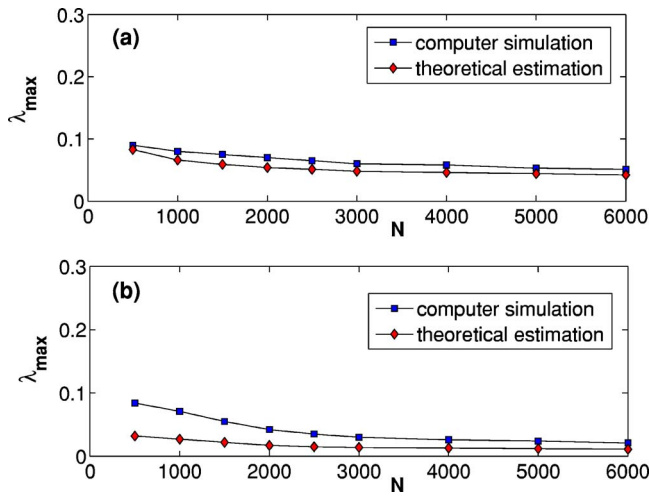 0.3
(a)
computer simulation
theoretical estimation
0.2
λmax
0.1
0
0 1000 2000 3000 4000 5000 6000
N
0.3
(b)
computer simulation
theoretical estimation
0.2
λmax
0.1
0
0 1000 2000 3000 4000 5000 6000
N